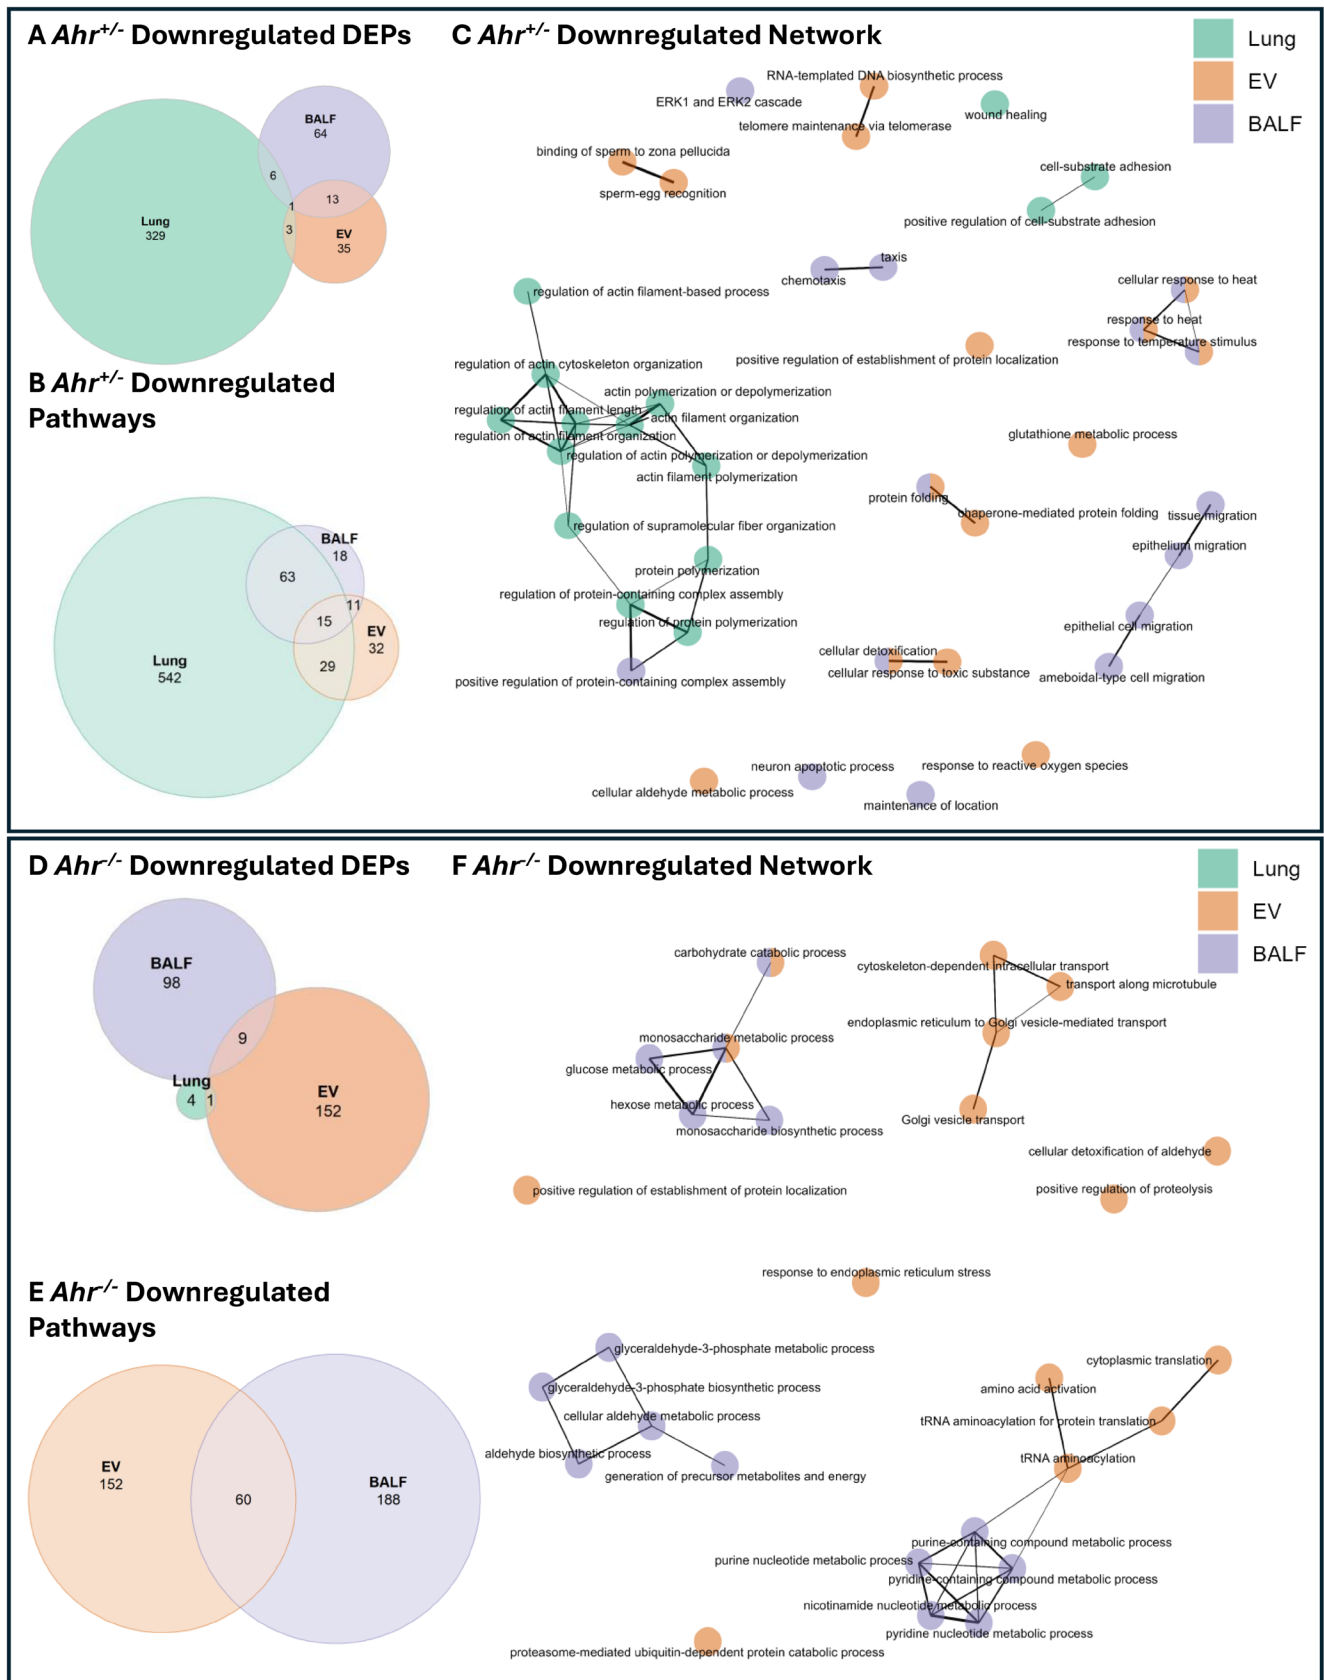 A Ahr+/- Downregulated DEPs
BALF
64
6
13
1
3
Lung
329
EV
35
B Ahr+/- Downregulated
Pathways
BALF
18
63
11
15
EV
32
29
Lung
542
C Ahr+/- Downregulated Network
Lung
EV
BALF
RNA-templated DNA biosynthetic process
ERK1 and ERK2 cascade
wound healing
telomere maintenance via telomerase
binding of sperm to zona pellucida
sperm-egg recognition
cell-substrate adhesion
positive regulation of cell-substrate adhesion
taxis
chemotaxis
cellular response to heat
regulation of actin filament-based process
response to heat
response to temperature stimulus
positive regulation of establishment of protein localization
regulation of actin cytoskeleton organization
actin polymerization or depolymerization
regulation of actin filament length
actin filament organization
regulation of actin filament organization
glutathione metabolic process
regulation of actin polymerization or depolymerization
actin filament polymerization
protein folding
chaperone-mediated protein folding
tissue migration
regulation of supramolecular fiber organization
epithelium migration
protein polymerization
regulation of protein-containing complex assembly
regulation of protein polymerization
epithelial cell migration
cellular detoxification
cellular response to toxic substance
ameboidal-type cell migration
positive regulation of protein-containing complex assembly
neuron apoptotic process
response to reactive oxygen species
cellular aldehyde metabolic process
maintenance of location
D Ahr-/- Downregulated DEPs
BALF
98
9
Lung
4
1
EV
152
E Ahr-/- Downregulated
Pathways
EV
152
60
BALF
188
F Ahr-/- Downregulated Network
Lung
EV
BALF
carbohydrate catabolic process
cytoskeleton-dependent intracellular transport
transport along microtubule
endoplasmic reticulum to Golgi vesicle-mediated transport
monosaccharide metabolic process
glucose metabolic process
hexose metabolic process
monosaccharide biosynthetic process
Golgi vesicle transport
cellular detoxification of aldehyde
positive regulation of establishment of protein localization
positive regulation of proteolysis
response to endoplasmic reticulum stress
glyceraldehyde-3-phosphate metabolic process
cytoplasmic translation
glyceraldehyde-3-phosphate biosynthetic process
amino acid activation
cellular aldehyde metabolic process
tRNA aminoacylation for protein translation
aldehyde biosynthetic process
tRNA aminoacylation
generation of precursor metabolites and energy
purine-containing compound metabolic process
purine nucleotide metabolic process
pyridine-containing compound metabolic process
nicotinamide nucleotide metabolic process
pyridine nucleotide metabolic process
proteasome-mediated ubiquitin-dependent protein catabolic process